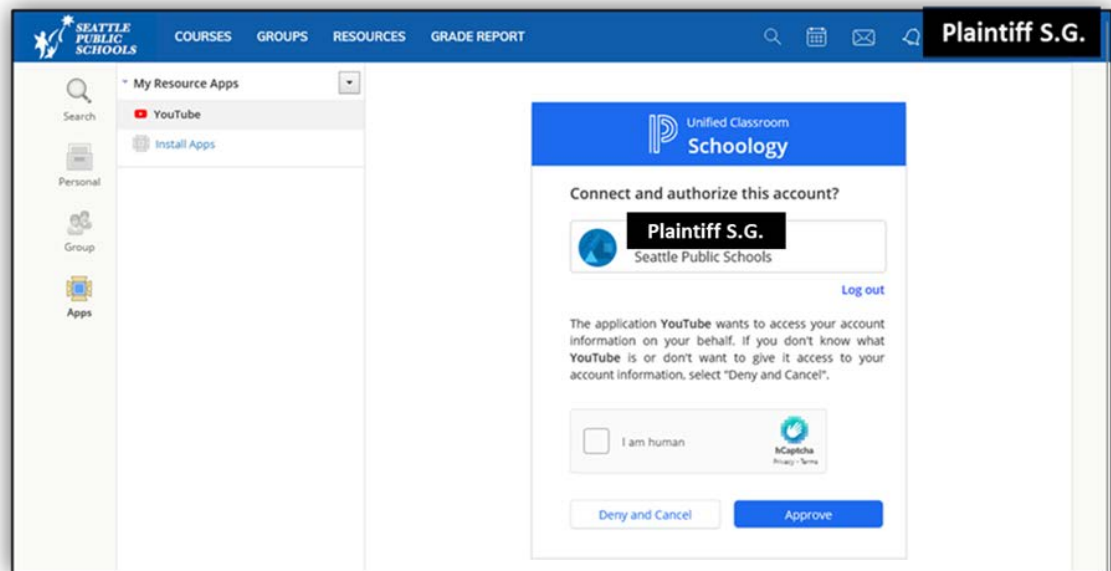 SEATTLE
PUBLIC
SCHOOLS
COURSES GROUPS RESOURCES GRADE REPORT
Plaintiff S.G.
Search
Personal
Group
Apps
My Resource Apps
YouTube
Install Apps
Unified Classroom
Schoology
Connect and authorize this account?
Plaintiff S.G.
Seattle Public Schools
Log out
The application YouTube wants to access your account
information on your behalf. If you don't know what
YouTube is or don't want to give it access to your
account information, select "Deny and Cancel".
I am human
hCaptcha
Privacy - Terms
Deny and Cancel Approve